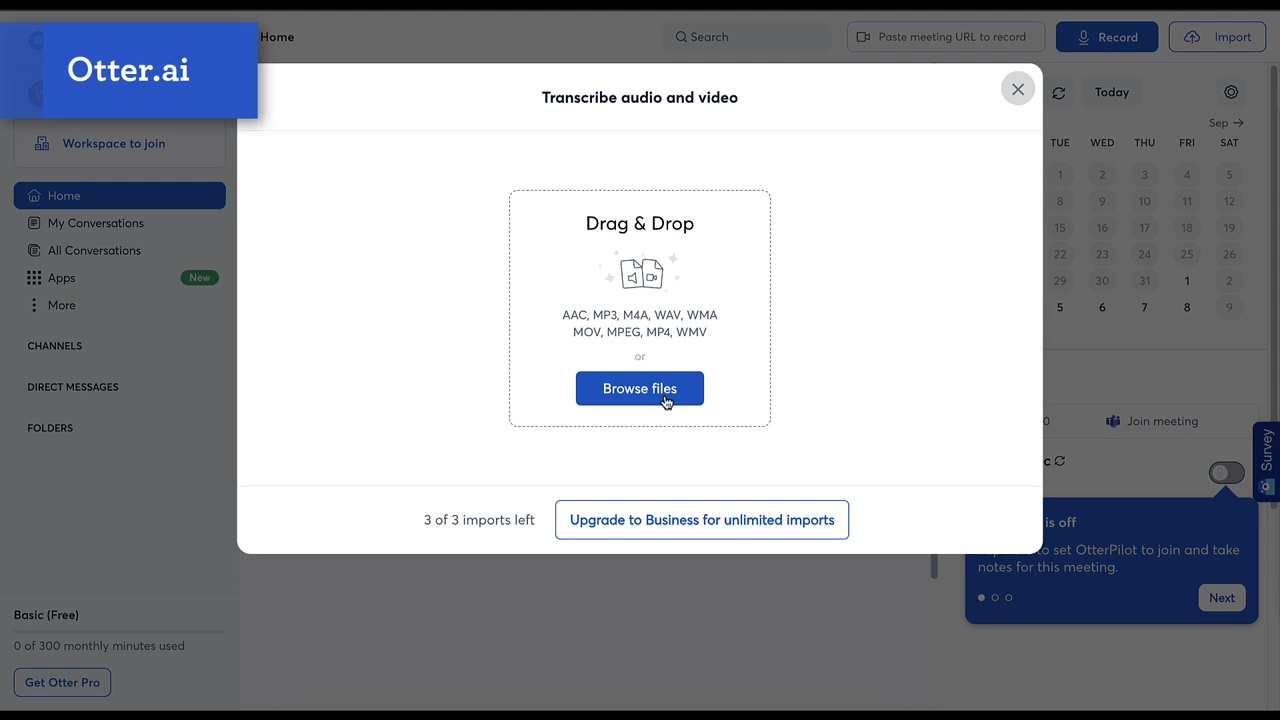 Otter.ai
Home
Search
Paste meeting URL to record
Record
Import
Workspace to join
Home
My Conversations
All Conversations
Apps
New
More
CHANNELS
DIRECT MESSAGES
FOLDERS
Basic (Free)
0 of 300 monthly minutes used
Get Otter Pro
Transcribe audio and video
Drag & Drop
AAC, MP3, M4A, WAV, WMA
MOV, MPEG, MP4, WMV
or
Browse files
3 of 3 imports left
Upgrade to Business for unlimited imports
Today
Sep
TUE WED THU FRI SAT
1 2 3 4 5
8 9 10 11 12
15 16 17 18 19
22 23 24 25 26
29 30 31 1 2
5 6 7 8 9
0
Join meeting
c
Survey
is off
to set OtterPilot to join and take
notes for this meeting.
Next